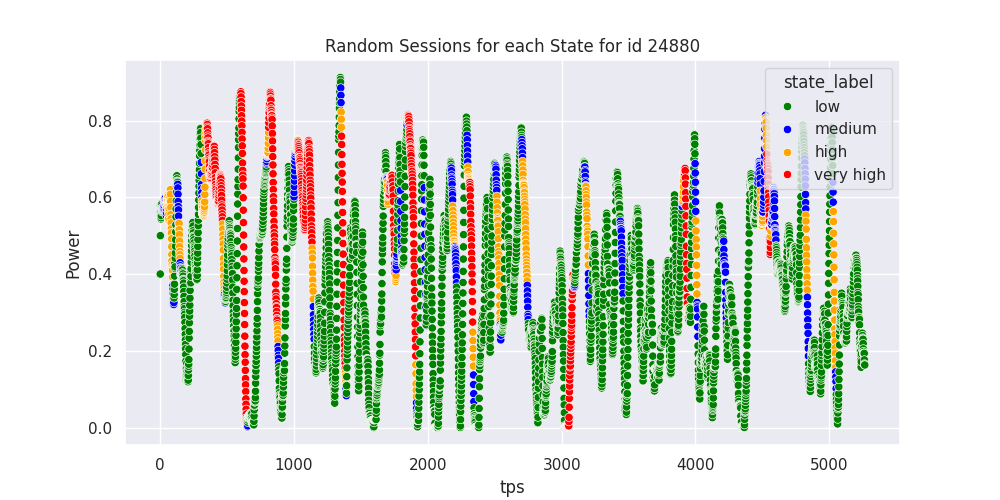 Random Sessions for each State for id 24880
state_label
low
medium
high
very high
Power
0.8
0.6
0.4
0.2
0.0
0
1000
2000
3000
4000
5000
tps